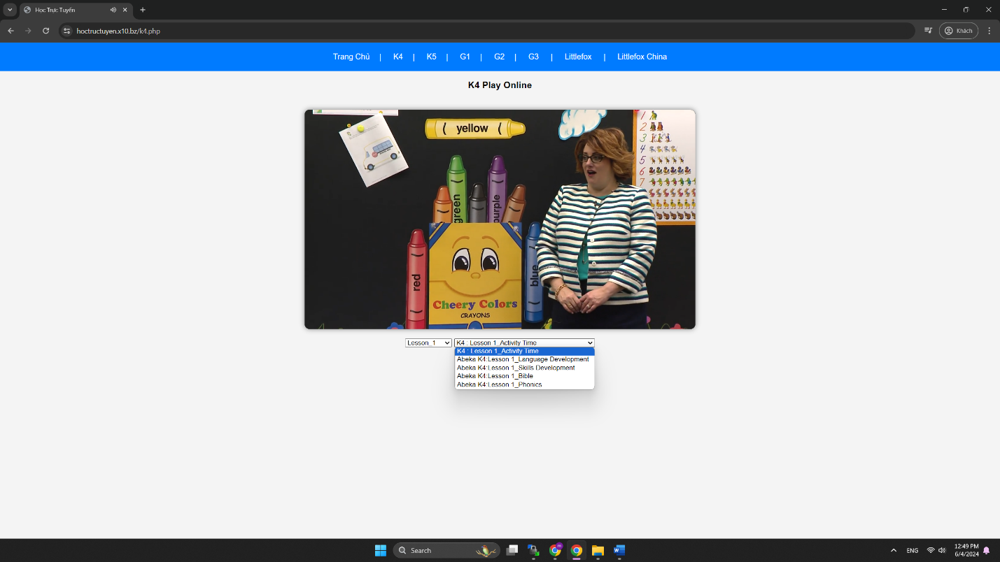 Học Trực Tuyến
hoctructuyen.x10.bz/k4.php
Khách
Trang Chủ | K4 | K5 | G1 | G2 | G3 | Littlefox | Littlefox China
K4 Play Online
yellow
green
purple
red
blue
Cheery Colors
CRAYONS
1
2
3
4
5
6
7
Lesson_1
K4 : Lesson 1_Activity Time
K4 : Lesson 1_Activity Time
Abeka K4:Lesson 1_Language Development
Abeka K4:Lesson 1_Skills Development
Abeka K4:Lesson 1_Bible
Abeka K4:Lesson 1_Phonics
Search
ENG
12:49 PM
6/4/2024